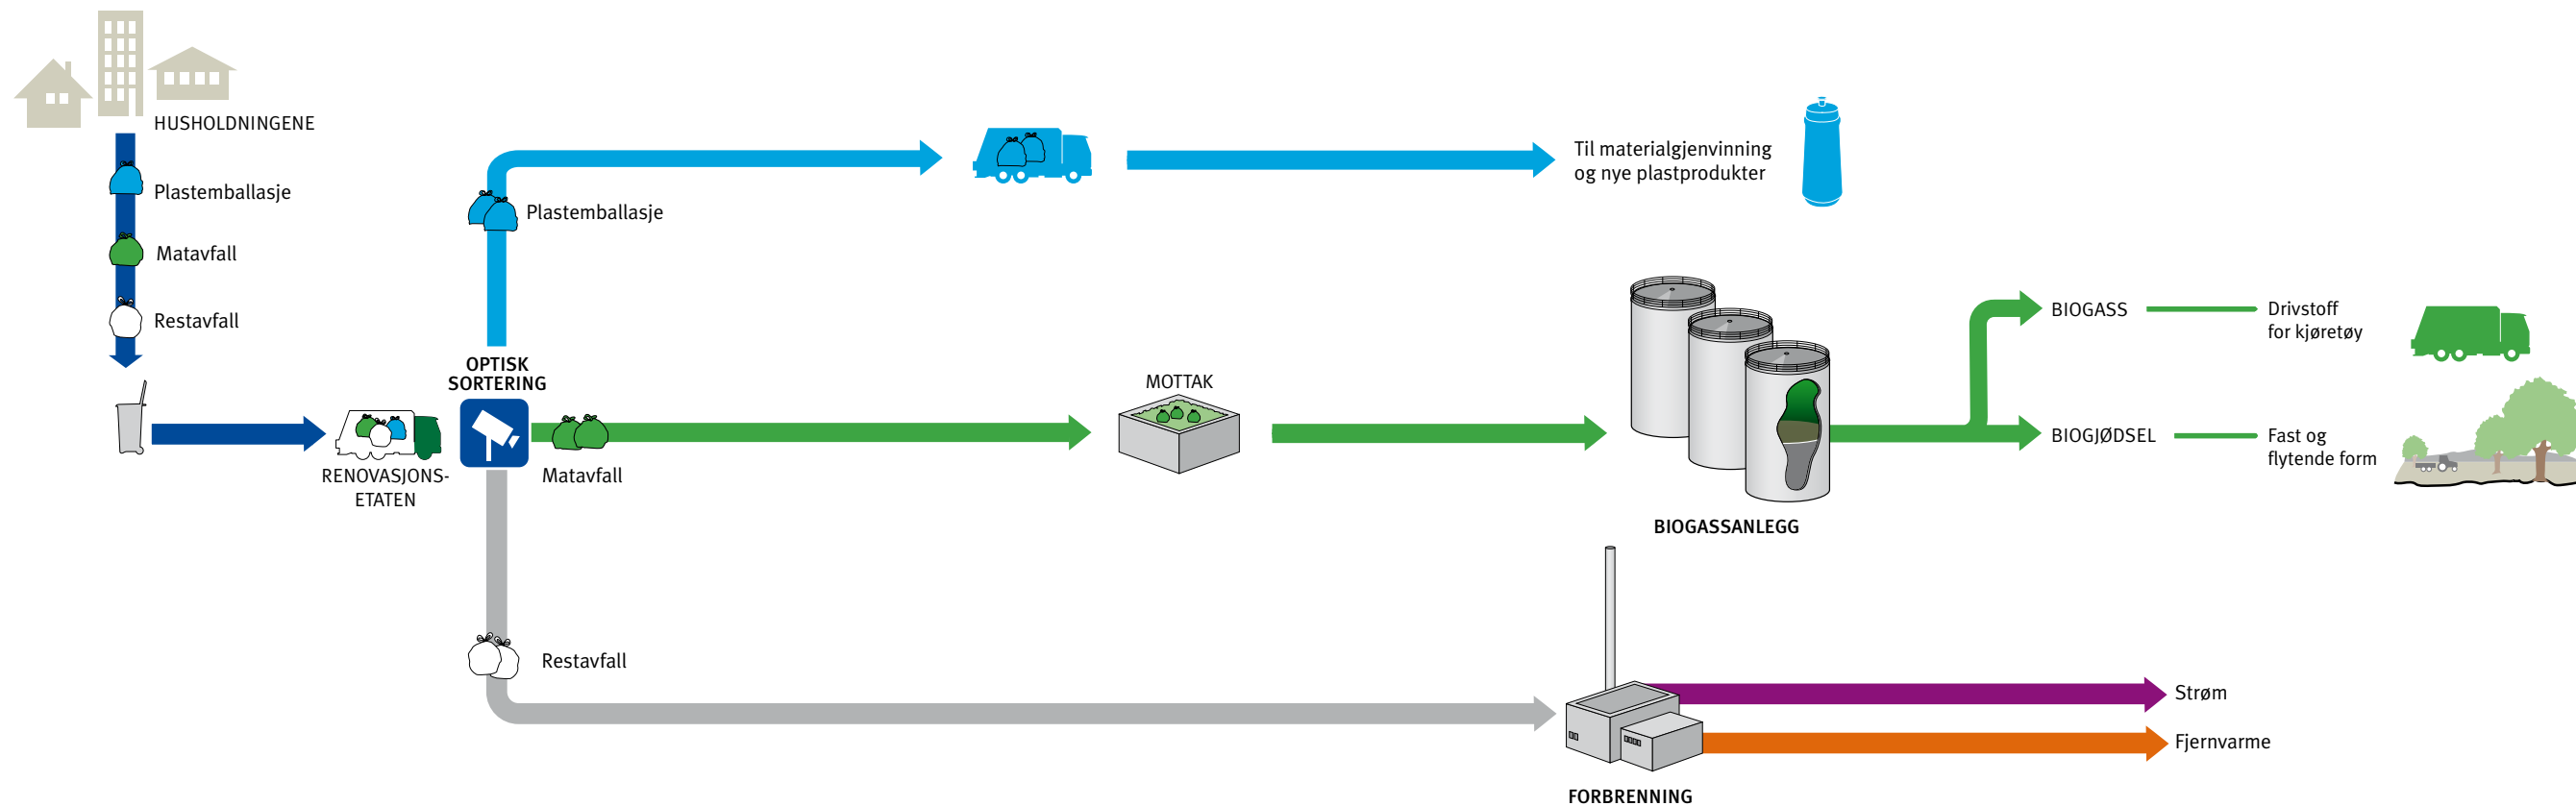 HUSHOLDNINGENE
Plastemballasje
Matavfall
Restavfall
RENOVASJONS-
ETATEN
OPTISK
SORTERING
Plastemballasje
Til materialgjenvinning
og nye plastprodukter
Matavfall
MOTTAK
BIOGASSANLEGG
BIOGASS
Drivstoff
for kjøretøy
BIOGJØDSEL
Fast og
flytende form
Restavfall
FORBRENNING
Strøm
Fjernvarme